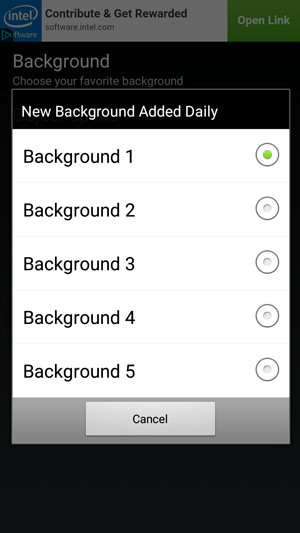 intel
ftware
Contribute & Get Rewarded
software.intel.com
Open Link
Background
Choose your favorite background
New Background Added Daily
Background 1
Background 2
Background 3
Background 4
Background 5
Cancel